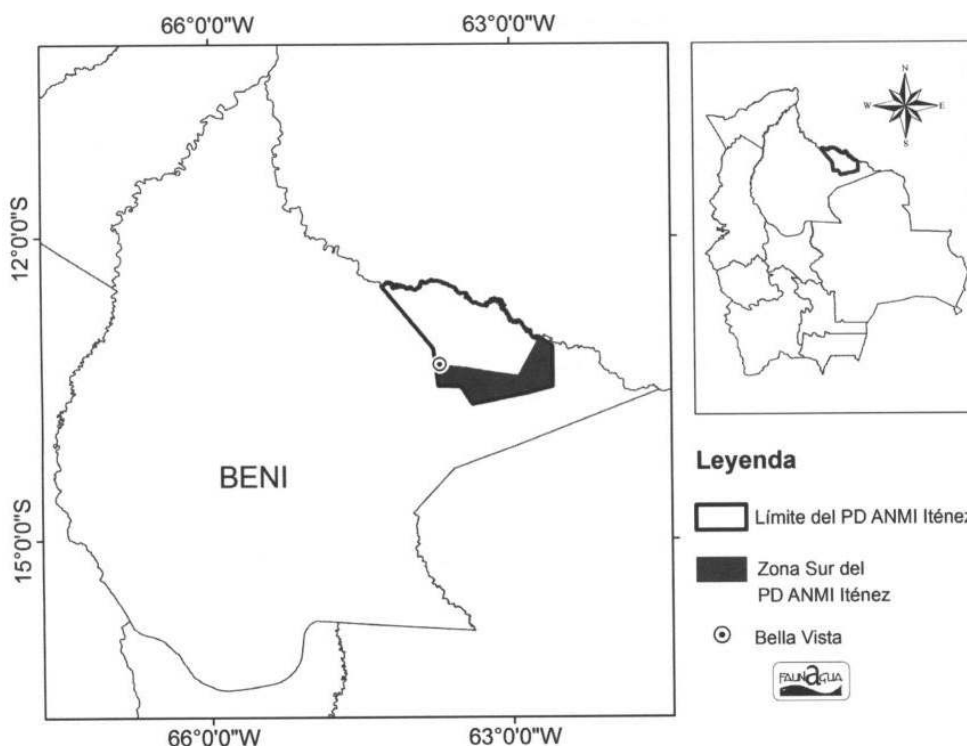 66°0'0"W
63°0'0"W
12°0'0"S
15°0'0"S
BENI
66°0'0"W
63°0'0"W
N
W
E
S
Leyenda
Límite del PD ANMI Iténez
Zona Sur del
PD ANMI Iténez
Bella Vista
FAUNAGUA